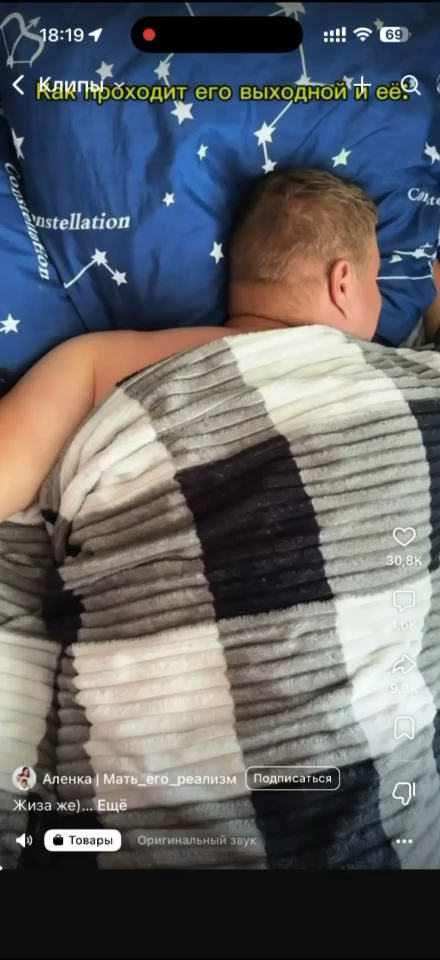 18:19
69
Клипы
Как проходит его выходной и её.
Constellation
Constellation
30,8K
Аленка | Мать_его_реализм
Подписаться
Жиза же)... Ещё
Товары
Оригинальный звук